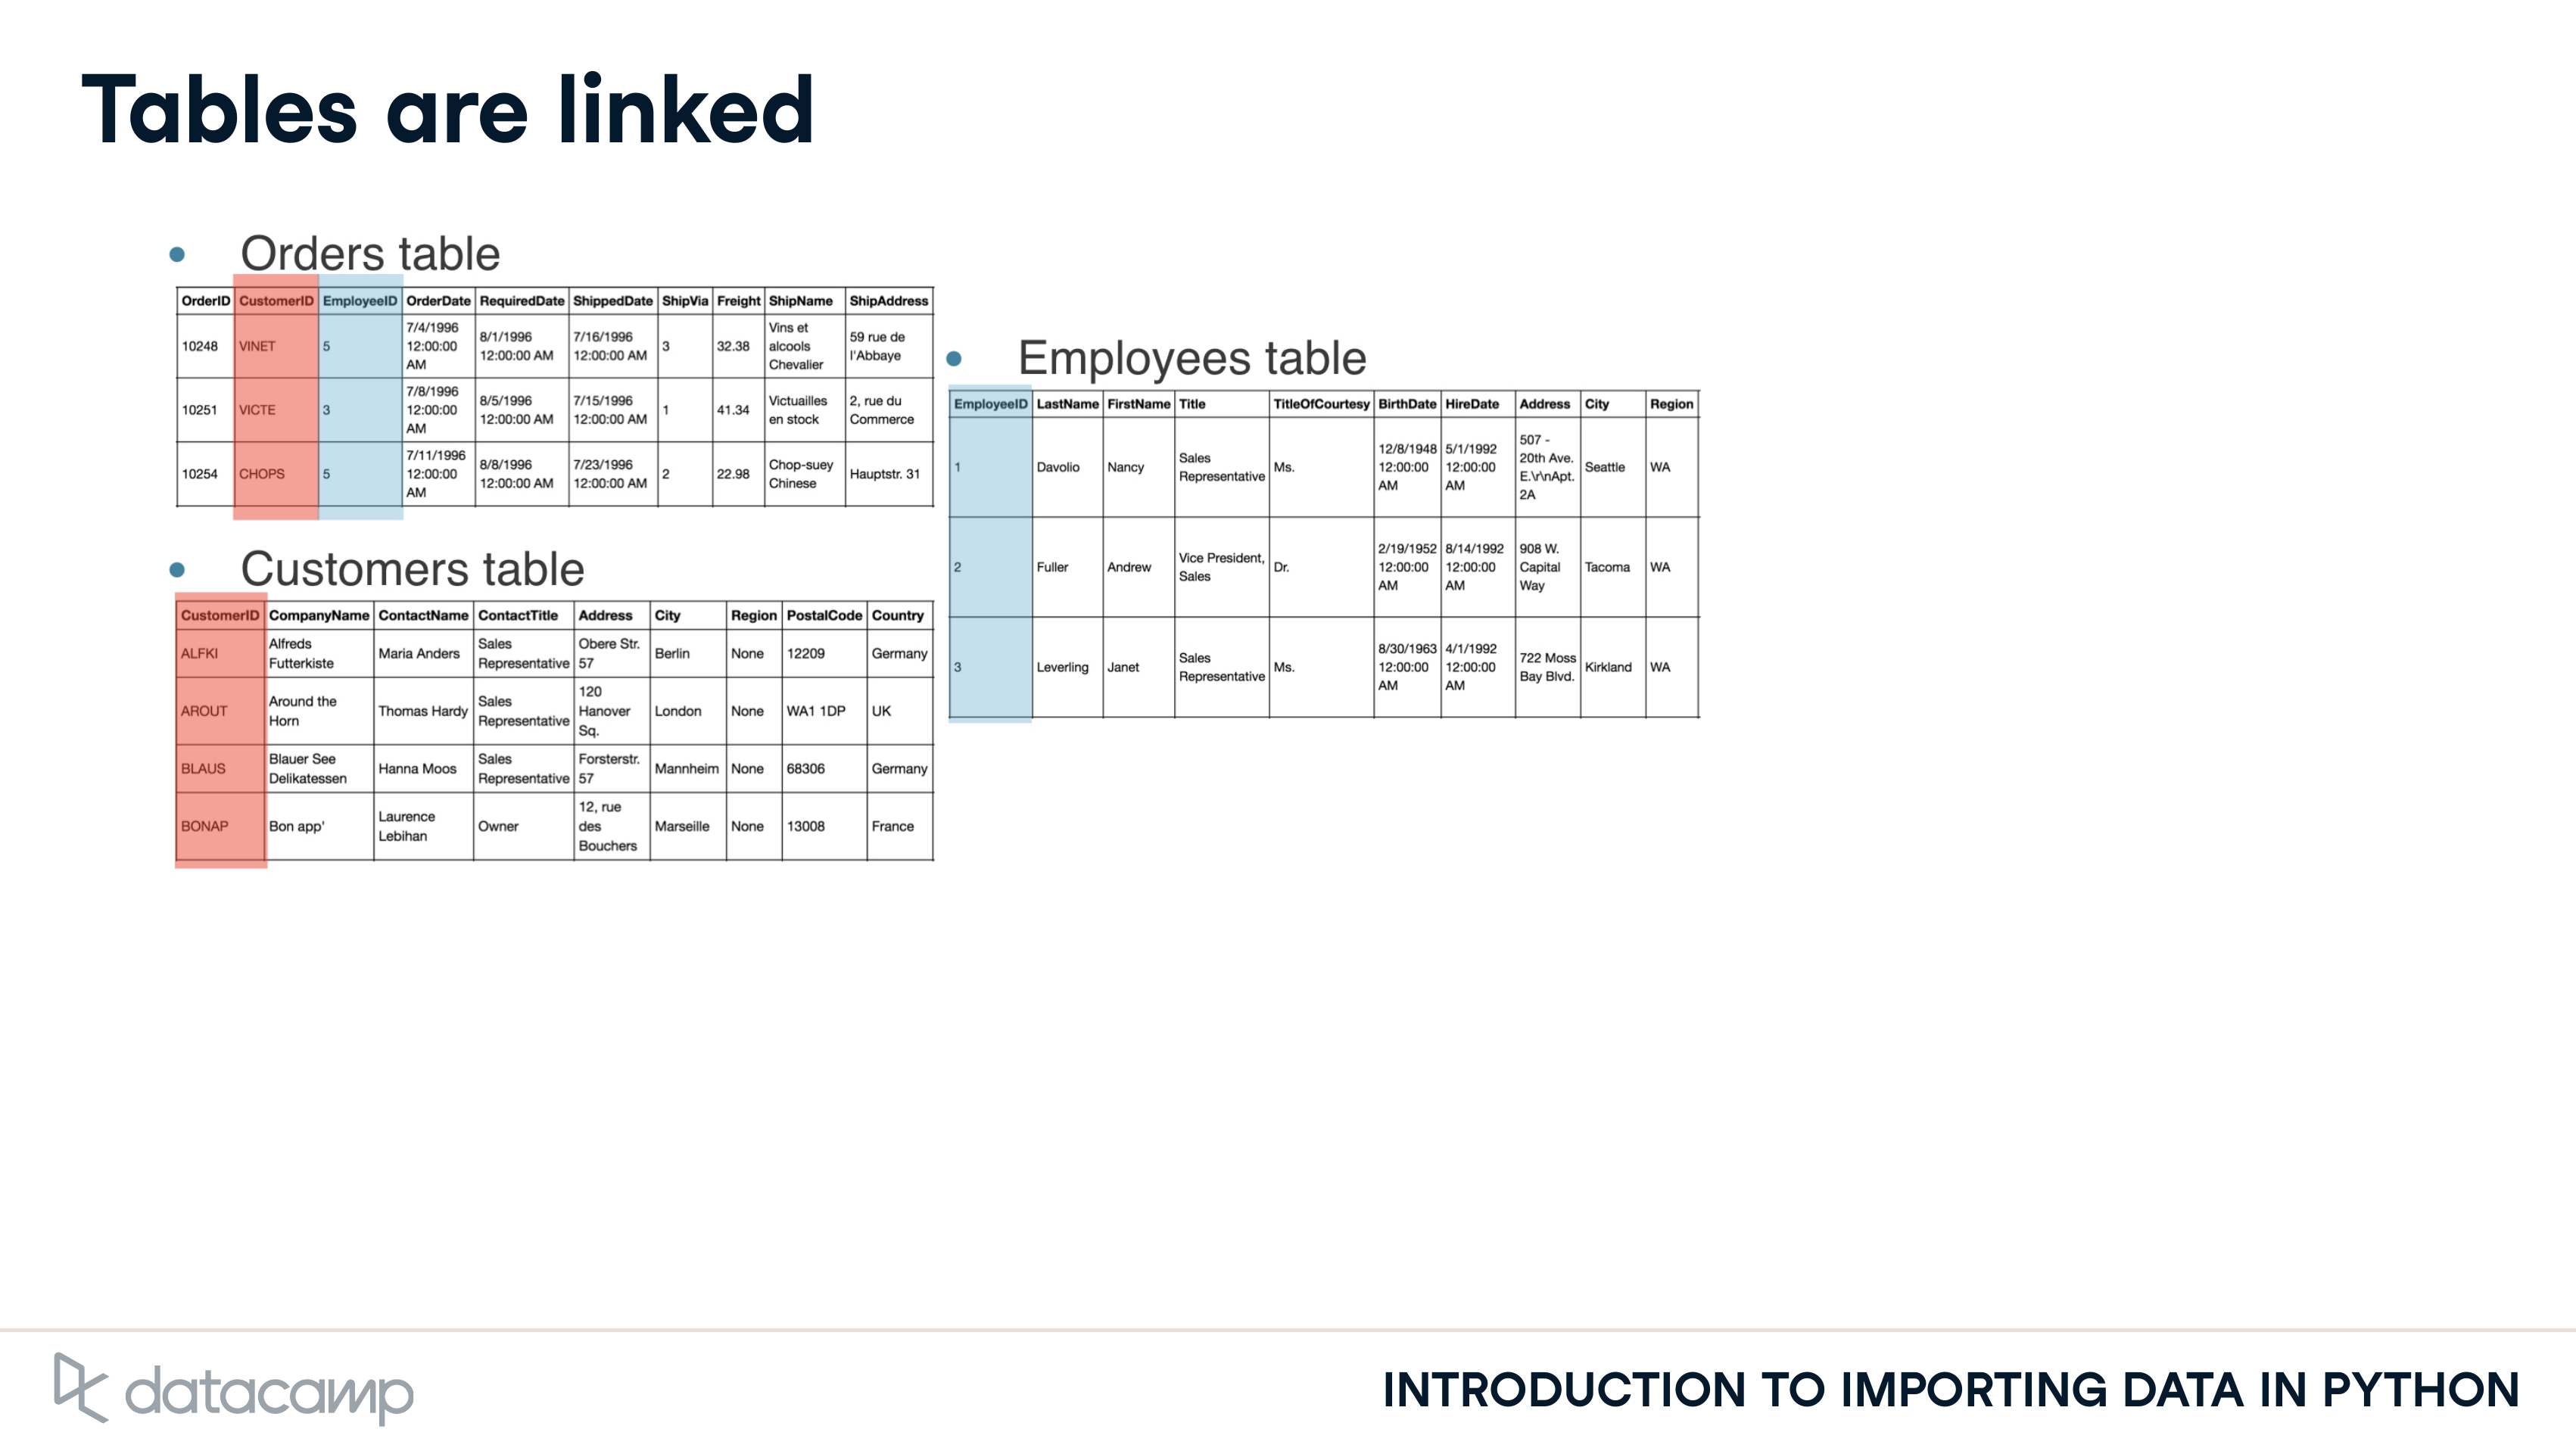 Tables are linked
• Orders table
OrderID CustomerID EmployeeID OrderDate RequiredDate ShippedDate ShipVia Freight ShipName ShipAddress
10248 VINET 5 7/4/1996 12:00:00 AM 8/1/1996 12:00:00 AM 7/16/1996 12:00:00 AM 3 32.38 Vins et alcools Chevalier 59 rue de l'Abbaye
10251 VICTE 3 7/8/1996 12:00:00 AM 8/5/1996 12:00:00 AM 7/15/1996 12:00:00 AM 1 41.34 Victuailles en stock 2, rue du Commerce
10254 CHOPS 5 7/11/1996 12:00:00 AM 8/8/1996 12:00:00 AM 7/23/1996 12:00:00 AM 2 22.98 Chop-suey Chinese Hauptstr. 31
• Customers table
CustomerID CompanyName ContactName ContactTitle Address City Region PostalCode Country
ALFKI Alfreds Futterkiste Maria Anders Sales Representative Obere Str. 57 Berlin None 12209 Germany
AROUT Around the Horn Thomas Hardy Sales Representative 120 Hanover Sq. London None WA1 1DP UK
BLAUS Blauer See Delikatessen Hanna Moos Sales Representative Forsterstr. 57 Mannheim None 68306 Germany
BONAP Bon app' Laurence Lebihan Owner 12, rue des Bouchers Marseille None 13008 France
• Employees table
EmployeeID LastName FirstName Title TitleOfCourtesy BirthDate HireDate Address City Region
1 Davolio Nancy Sales Representative Ms. 12/8/1948 12:00:00 AM 5/1/1992 12:00:00 AM 507 - 20th Ave. E.\r\nApt. 2A Seattle WA
2 Fuller Andrew Vice President, Sales Dr. 2/19/1952 12:00:00 AM 8/14/1992 12:00:00 AM 908 W. Capital Way Tacoma WA
3 Leverling Janet Sales Representative Ms. 8/30/1963 12:00:00 AM 4/1/1992 12:00:00 AM 722 Moss Bay Blvd. Kirkland WA
datacamp
INTRODUCTION TO IMPORTING DATA IN PYTHON